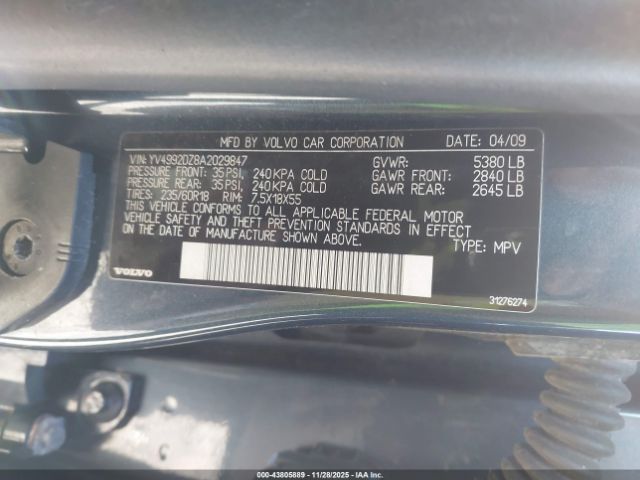 MFD BY VOLVO CAR CORPORATION DATE: 04/09
VIN: YV4992DZ8A2029847 GVWR: 5380 LB
PRESSURE FRONT: 35 PSI, 240 KPA COLD GAWR FRONT: 2840 LB
PRESSURE REAR: 35 PSI, 240 KPA COLD GAWR REAR: 2645 LB
TIRES: 235/60R18 RIM: 7.5X18X55
THIS VEHICLE CONFORMS TO ALL APPLICABLE FEDERAL MOTOR
VEHICLE SAFETY AND THEFT PREVENTION STANDARDS IN EFFECT
ON THE DATE OF MANUFACTURE SHOWN ABOVE.
TYPE: MPV
VOLVO
31276274
000-43805889 - 11/28/2025 - IAAI.COM